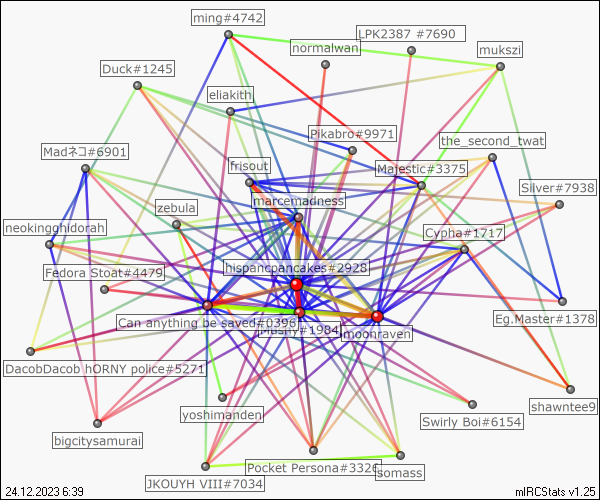 ming#4742
LPK2387 #7690
normalwan
mukszi
Duck#1245
eliakith
Pikabro#9971
the_second_twat
Madネコ#6901
frisout
Majestic#3375
Silver#7938
marcemadness
zebula
neokingghidorah
Cypha#1717
hispancpancakes#2928
Fedora Stoat#4479
Eg.Master#1378
Can anything be saved#0396
#1984
moonraven
DacobDacob hORNY police#5271
shawntee9
yoshimanden
Swirly Boi#6154
bigcitysamurai
Pocket Persona#3326
somass
JKOUYH VIII#7034
24.12.2023 6:39
mIRCStats v1.25